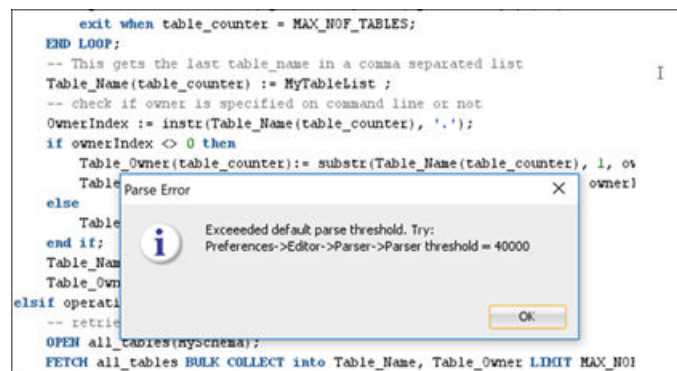 exit when table_counter = MAX_NOF_TABLES;
END LOOP;
-- This gets the last table_name in a comma separated list
Table_Name(table_counter) := MyTableList ;
-- check if owner is specified on command line or not
OwnerIndex := instr(Table_Name(table_counter), '.');
if ownerIndex <> 0 then
Table_Owner(table_counter):= substr(Table_Name(table_counter), 1, ow
Table
ownerI
else
Table
end if;
Table_Nam
Table_Own
elsif operati
-- retrie
OPEN all_tables(MySchema);
FETCH all_tables BULK COLLECT into Table_Name, Table_Owner LIMIT MAX_NOF
Parse Error
Exceeeded default parse threshold. Try:
Preferences->Editor->Parser->Parser threshold = 40000
OK